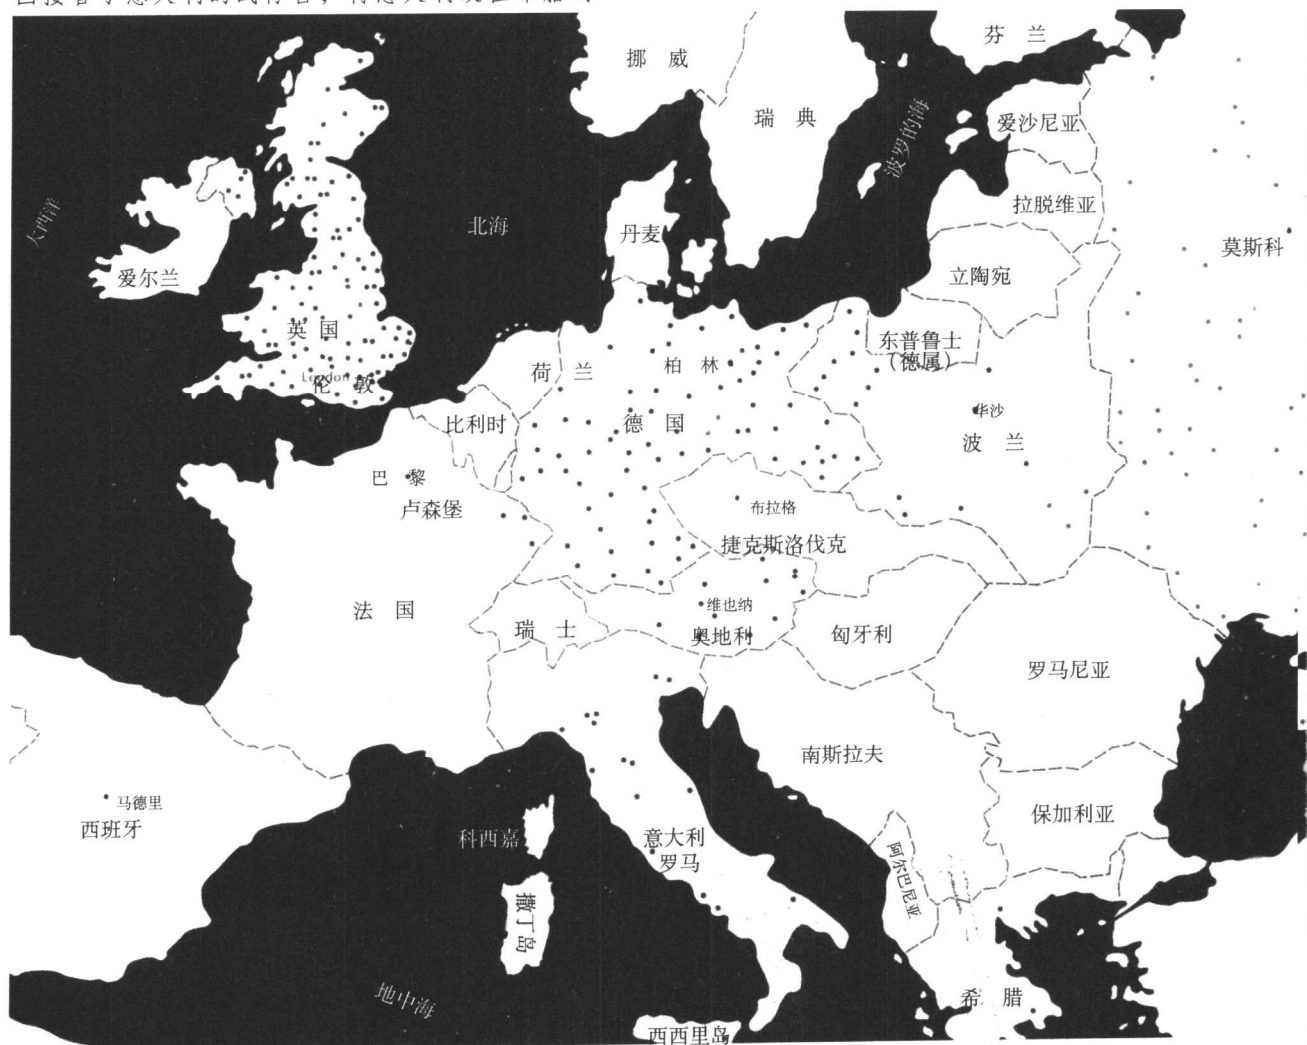 芬 兰
挪 威
瑞 典
波罗的海
爱沙尼亚
拉脱维亚
大西洋
北海
丹麦
莫斯科
爱尔兰
立陶宛
英 国
东普鲁士
(德属)
荷 兰
柏 林
London
伦 敦
比利时
德 国
华沙
波 兰
巴 黎
卢森堡
布拉格
捷克斯洛伐克
法 国
维也纳
奥地利
瑞 士
匈牙利
罗马尼亚
南斯拉夫
马德里
西班牙
保加利亚
科西嘉
意大利
罗马
阿尔巴尼亚
撒丁岛
地中海
希 腊
西西里岛